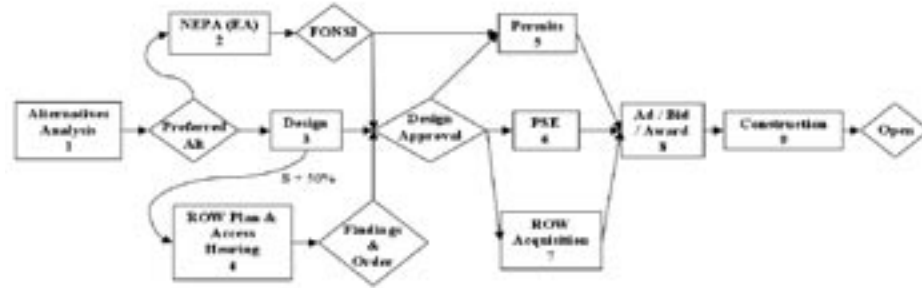 NEPA (EA)
2
FONSI
Permits
5
Alternatives
Analysis
1
Preferred
Alt
Design
3
Design
Approval
PSE
6
Ad / Bid
/ Award
8
Construction
9
Open
50%
ROW Plan &
Access
Hearing
4
Findings
&
Order
ROW
Acquisition
7